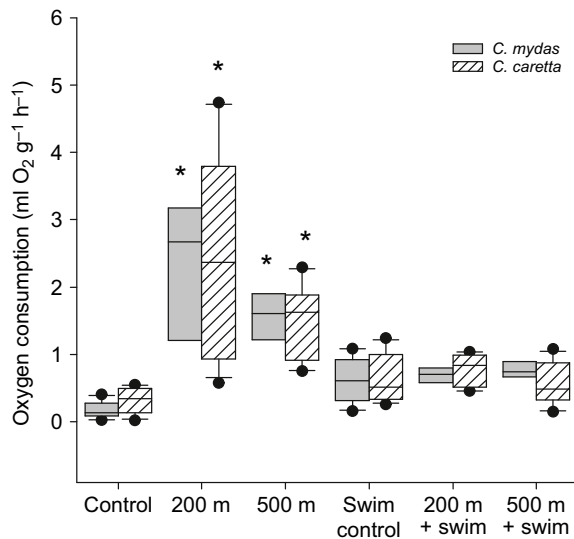 6
5
4
3
2
1
0
Oxygen consumption (ml O₂ g⁻¹ h⁻¹)
C. mydas
C. caretta
*
*
*
*
Control
200 m
500 m
Swim
control
200 m
+ swim
500 m
+ swim